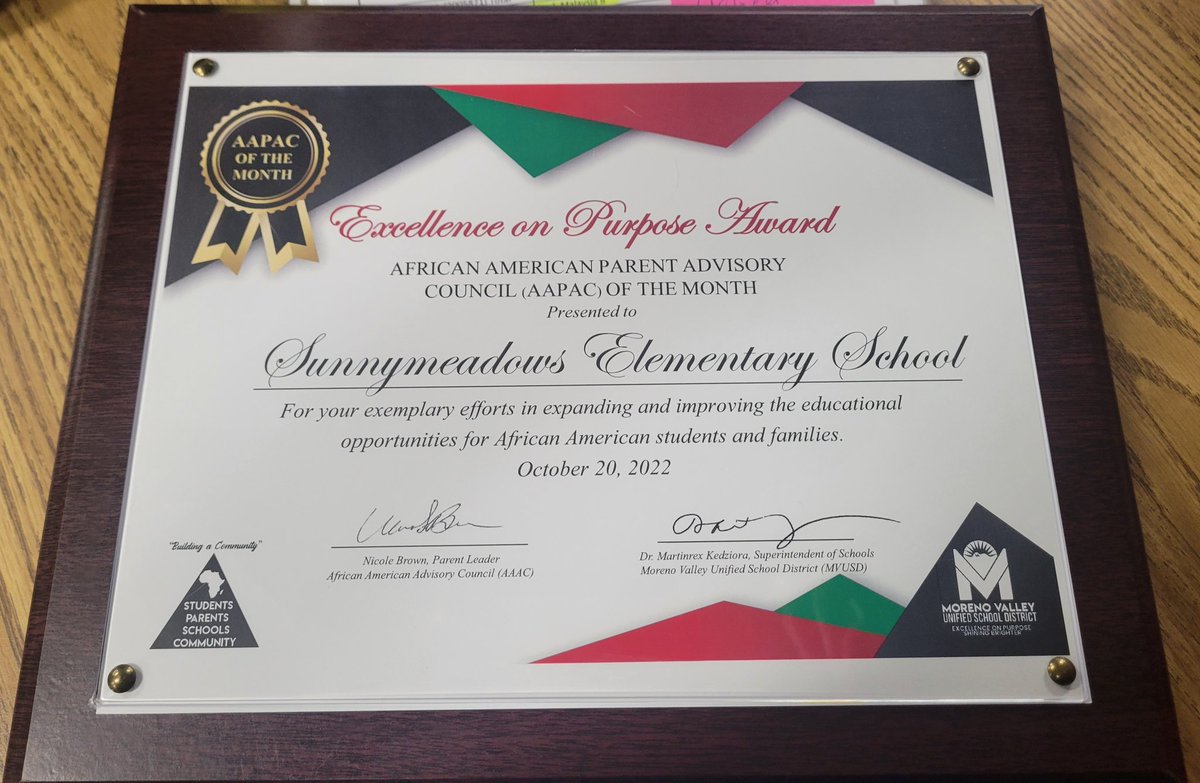 AAPAC
OF THE
MONTH
Excellence on Purpose Award
AFRICAN AMERICAN PARENT ADVISORY
COUNCIL (AAPAC) OF THE MONTH
Presented to
Sunnymeadows Elementary School
For your exemplary efforts in expanding and improving the educational
opportunities for African American students and families.
October 20, 2022
Nicole Brown, Parent Leader
African American Advisory Council (AAAC)
Dr. Martinrex Kedziora, Superintendent of Schools
Moreno Valley Unified School District (MVUSD)
"Building a Community"
STUDENTS
PARENTS
SCHOOLS
COMMUNITY
MORENO VALLEY
UNIFIED SCHOOL DISTRICT
EXCELLENCE ON PURPOSE
SHINING BRIGHTER